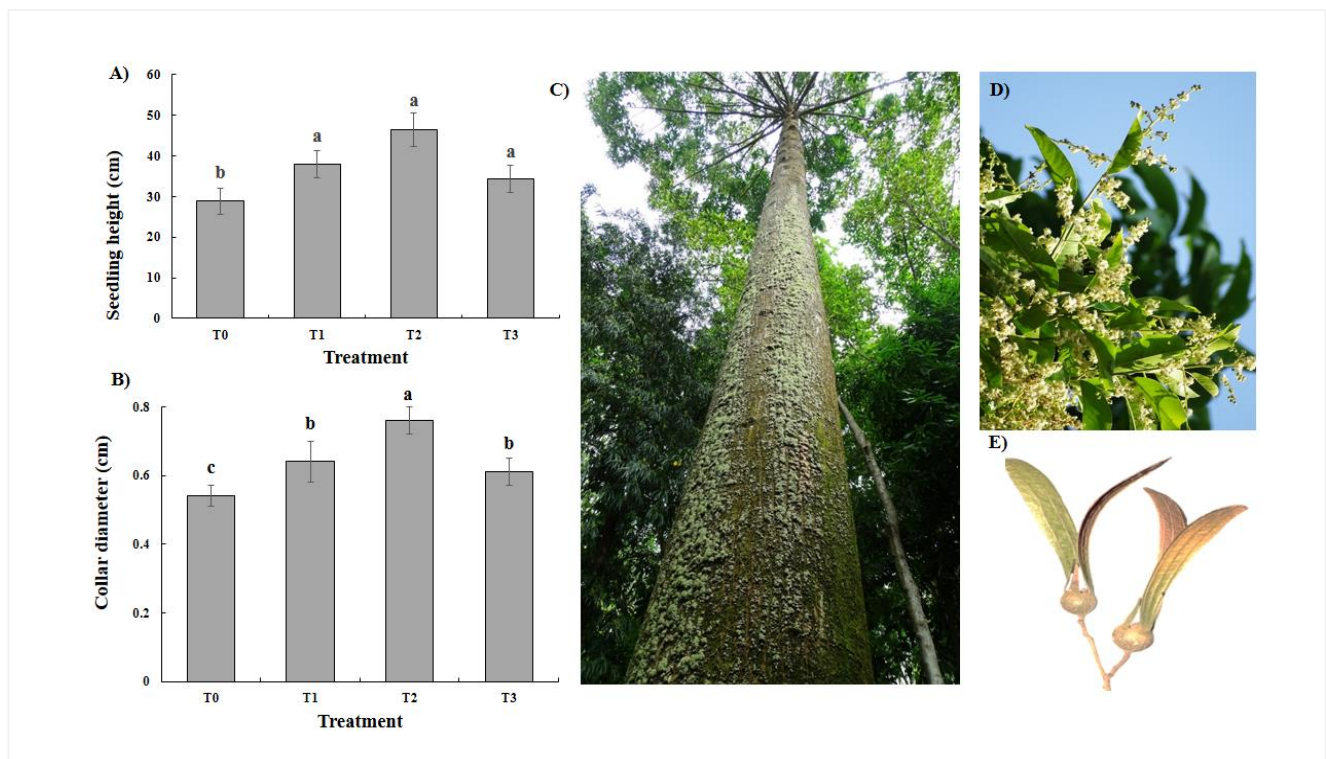 A)
Seedling height (cm)
60
50
40
30
20
10
0
b
a
a
a
T0 T1 T2 T3
Treatment
B)
Collar diameter (cm)
0.8
0.6
0.4
0.2
0
c
b
a
b
T0 T1 T2 T3
Treatment
C)
D)
E)